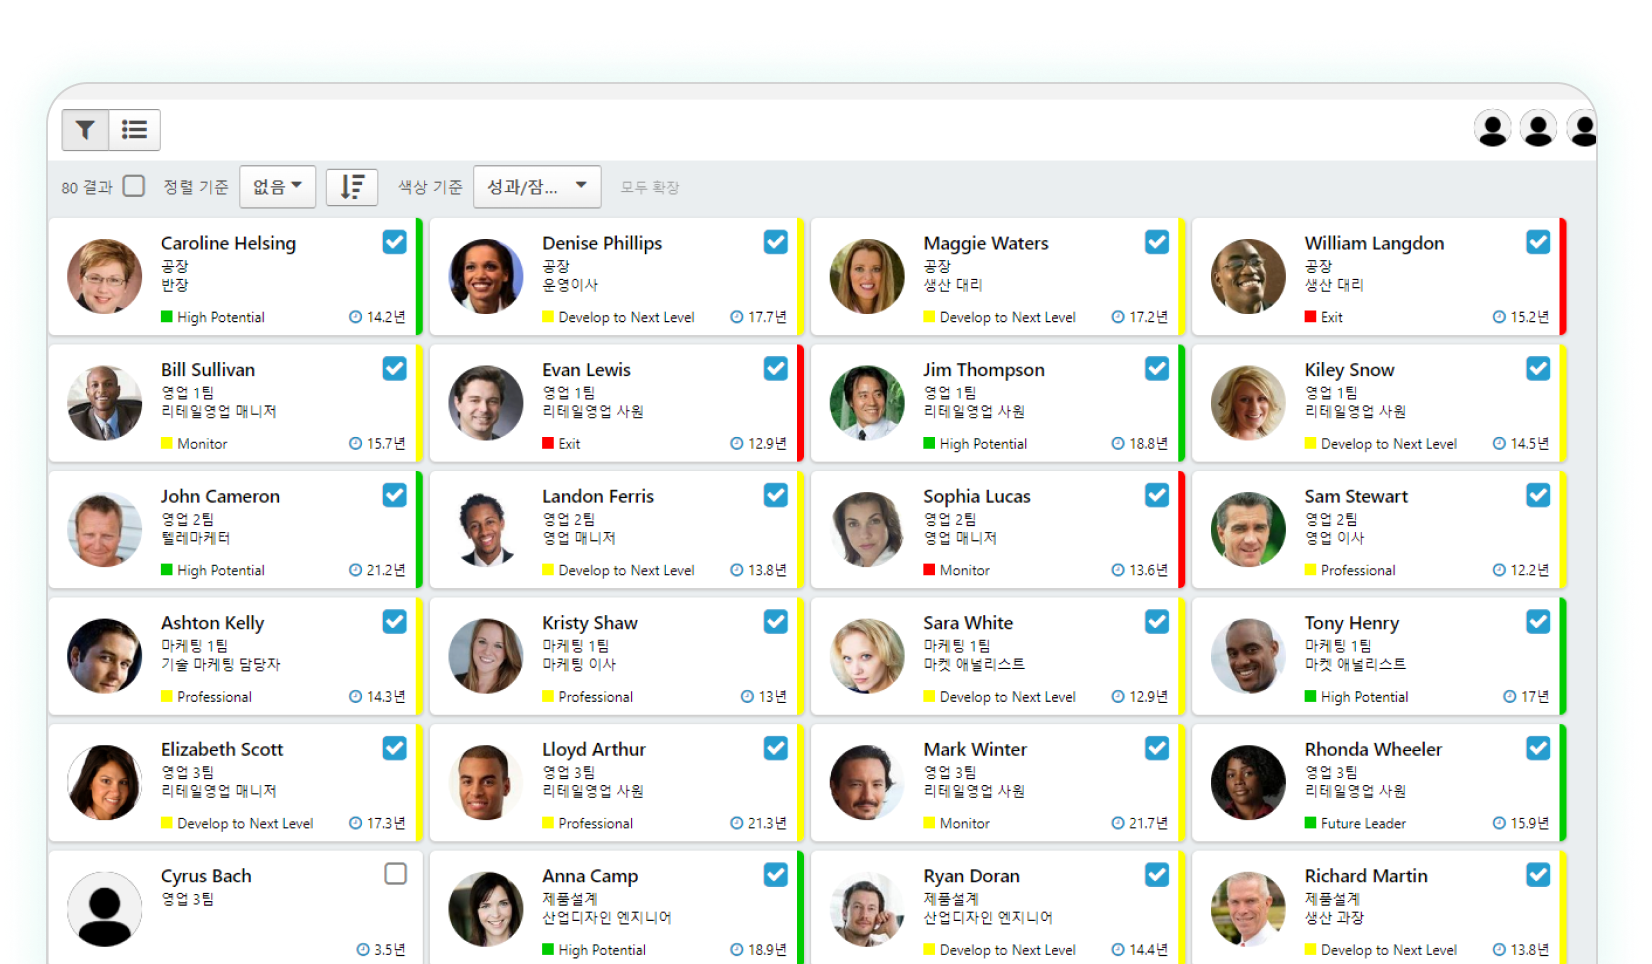 80 결과 정렬 기준 없음 색상 기준 성과/잠... 모두 확장
Caroline Helsing
공장
반장
High Potential 14.2년
Denise Phillips
공장
운영이사
Develop to Next Level 17.7년
Maggie Waters
공장
생산 대리
Develop to Next Level 17.2년
William Langdon
공장
생산 대리
Exit 15.2년
Bill Sullivan
영업 1팀
리테일영업 매니저
Monitor 15.7년
Evan Lewis
영업 1팀
리테일영업 사원
Exit 12.9년
Jim Thompson
영업 1팀
리테일영업 사원
High Potential 18.8년
Kiley Snow
영업 1팀
리테일영업 사원
Develop to Next Level 14.5년
John Cameron
영업 2팀
텔레마케터
High Potential 21.2년
Landon Ferris
영업 2팀
영업 매니저
Develop to Next Level 13.8년
Sophia Lucas
영업 2팀
영업 매니저
Monitor 13.6년
Sam Stewart
영업 2팀
영업 이사
Professional 12.2년
Ashton Kelly
마케팅 1팀
기술 마케팅 담당자
Professional 14.3년
Kristy Shaw
마케팅 1팀
마케팅 이사
Professional 13년
Sara White
마케팅 1팀
마켓 애널리스트
Develop to Next Level 12.9년
Tony Henry
마케팅 1팀
마켓 애널리스트
High Potential 17년
Elizabeth Scott
영업 3팀
리테일영업 매니저
Develop to Next Level 17.3년
Lloyd Arthur
영업 3팀
리테일영업 사원
Professional 21.3년
Mark Winter
영업 3팀
리테일영업 사원
Monitor 21.7년
Rhonda Wheeler
영업 3팀
리테일영업 사원
Future Leader 15.9년
Cyrus Bach
영업 3팀
3.5년
Anna Camp
제품설계
산업디자인 엔지니어
High Potential 18.9년
Ryan Doran
제품설계
산업디자인 엔지니어
Develop to Next Level 14.4년
Richard Martin
제품설계
생산 과장
Develop to Next Level 13.8년